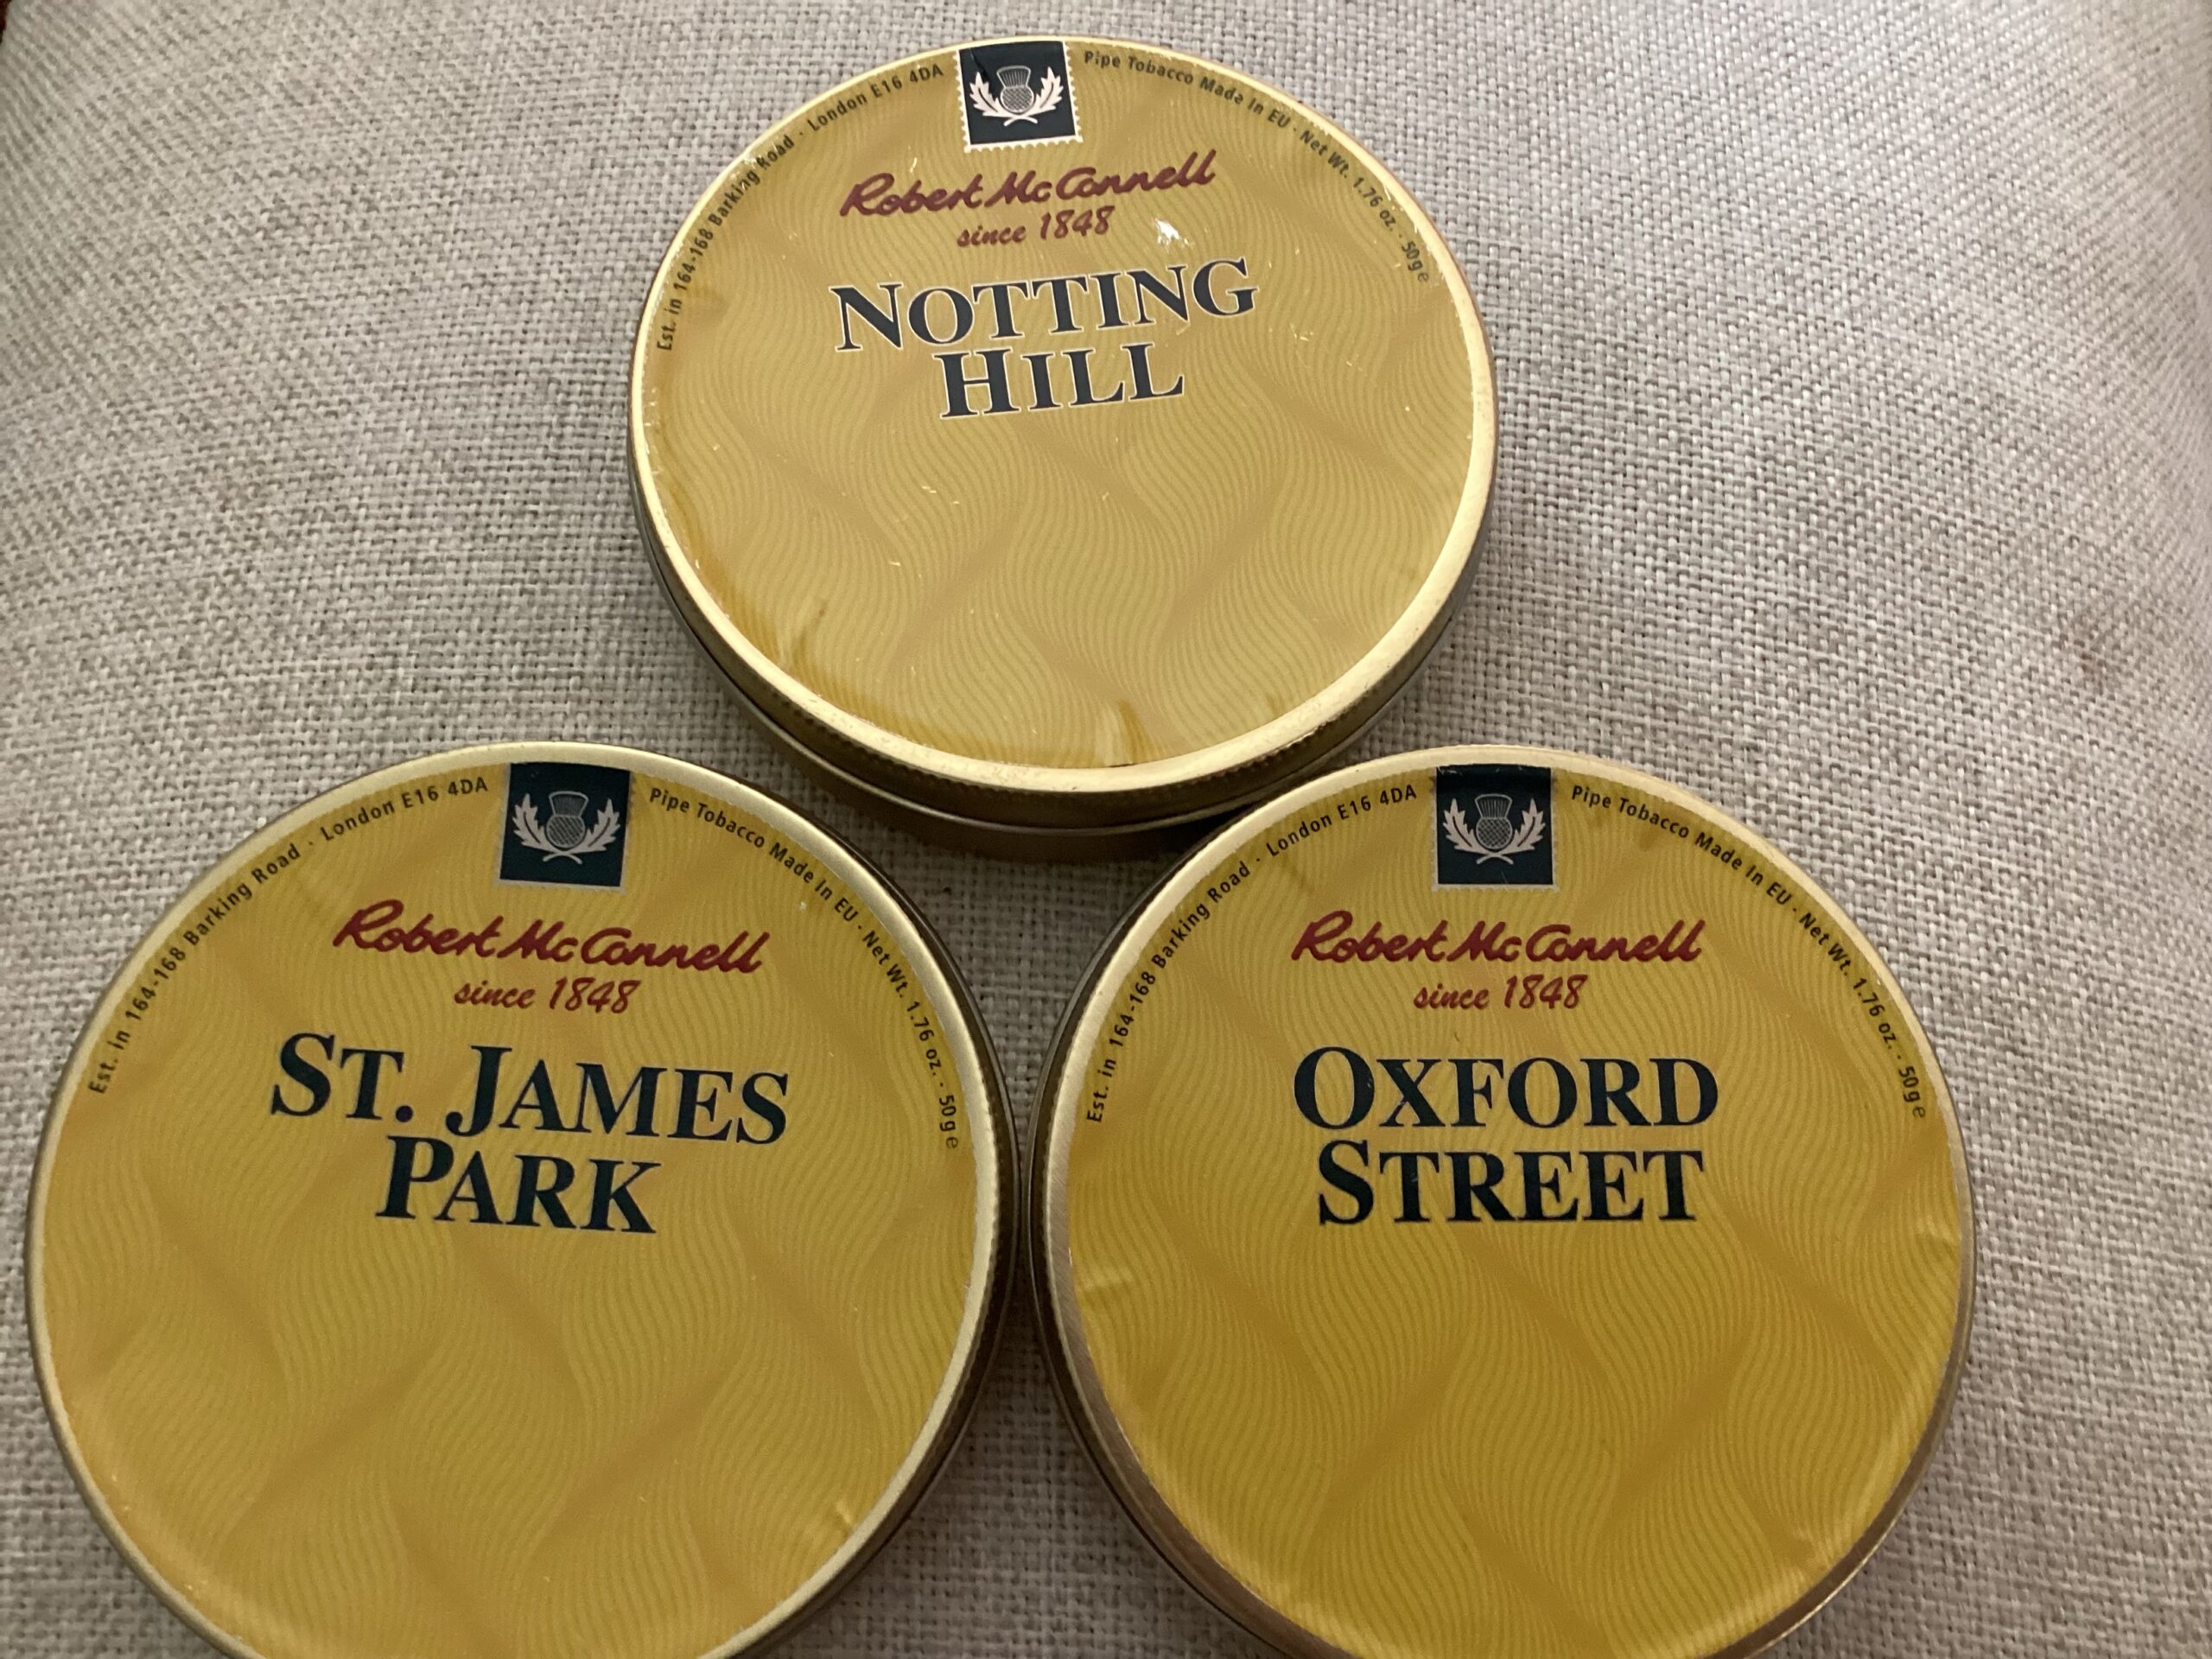 Est. in 164-168 Barking Road · London E16 4DA
Pipe Tobacco Made In EU · Net Wt. 1.76 oz. · 50g e
Robert McConnell
since 1848
NOTTING
HILL
Est. in 164-168 Barking Road · London E16 4DA
Pipe Tobacco Made In EU · Net Wt. 1.76 oz. · 50g e
Robert McConnell
since 1848
ST. JAMES
PARK
Est. in 164-168 Barking Road · London E16 4DA
Pipe Tobacco Made In EU · Net Wt. 1.76 oz. · 50g e
Robert McConnell
since 1848
OXFORD
STREET